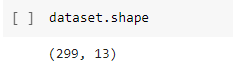 [ ] dataset.shape
(299, 13)